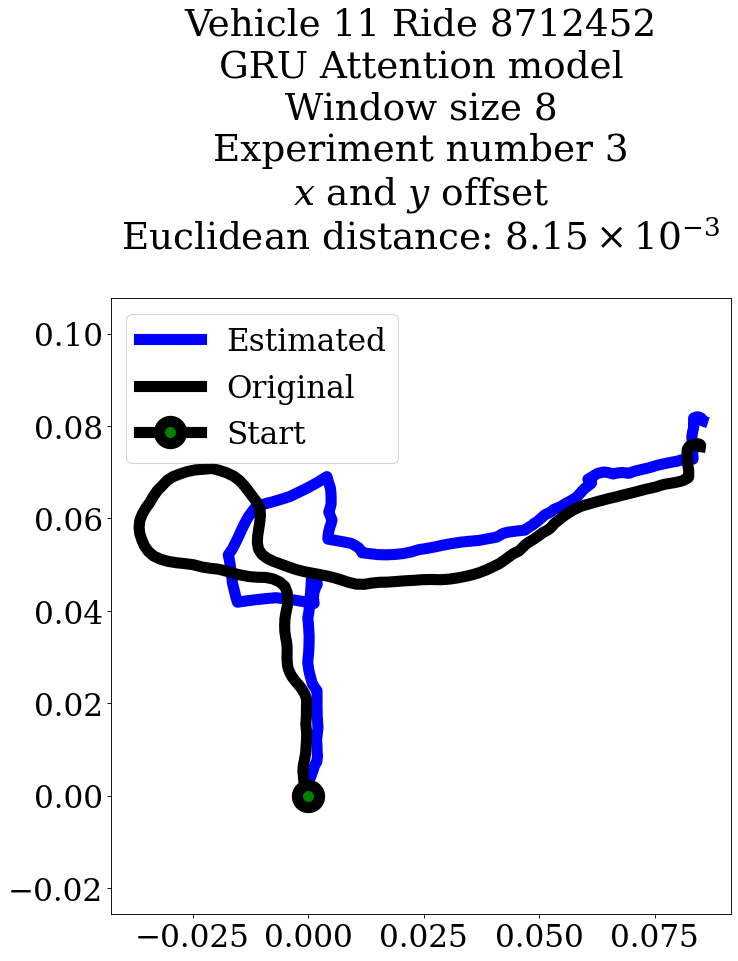 Vehicle 11 Ride 8712452
GRU Attention model
Window size 8
Experiment number 3
x and y offset
Euclidean distance: 8.15 × 10⁻³
Estimated
Original
Start
0.10
0.08
0.06
0.04
0.02
0.00
−0.02
−0.025 0.000 0.025 0.050 0.075